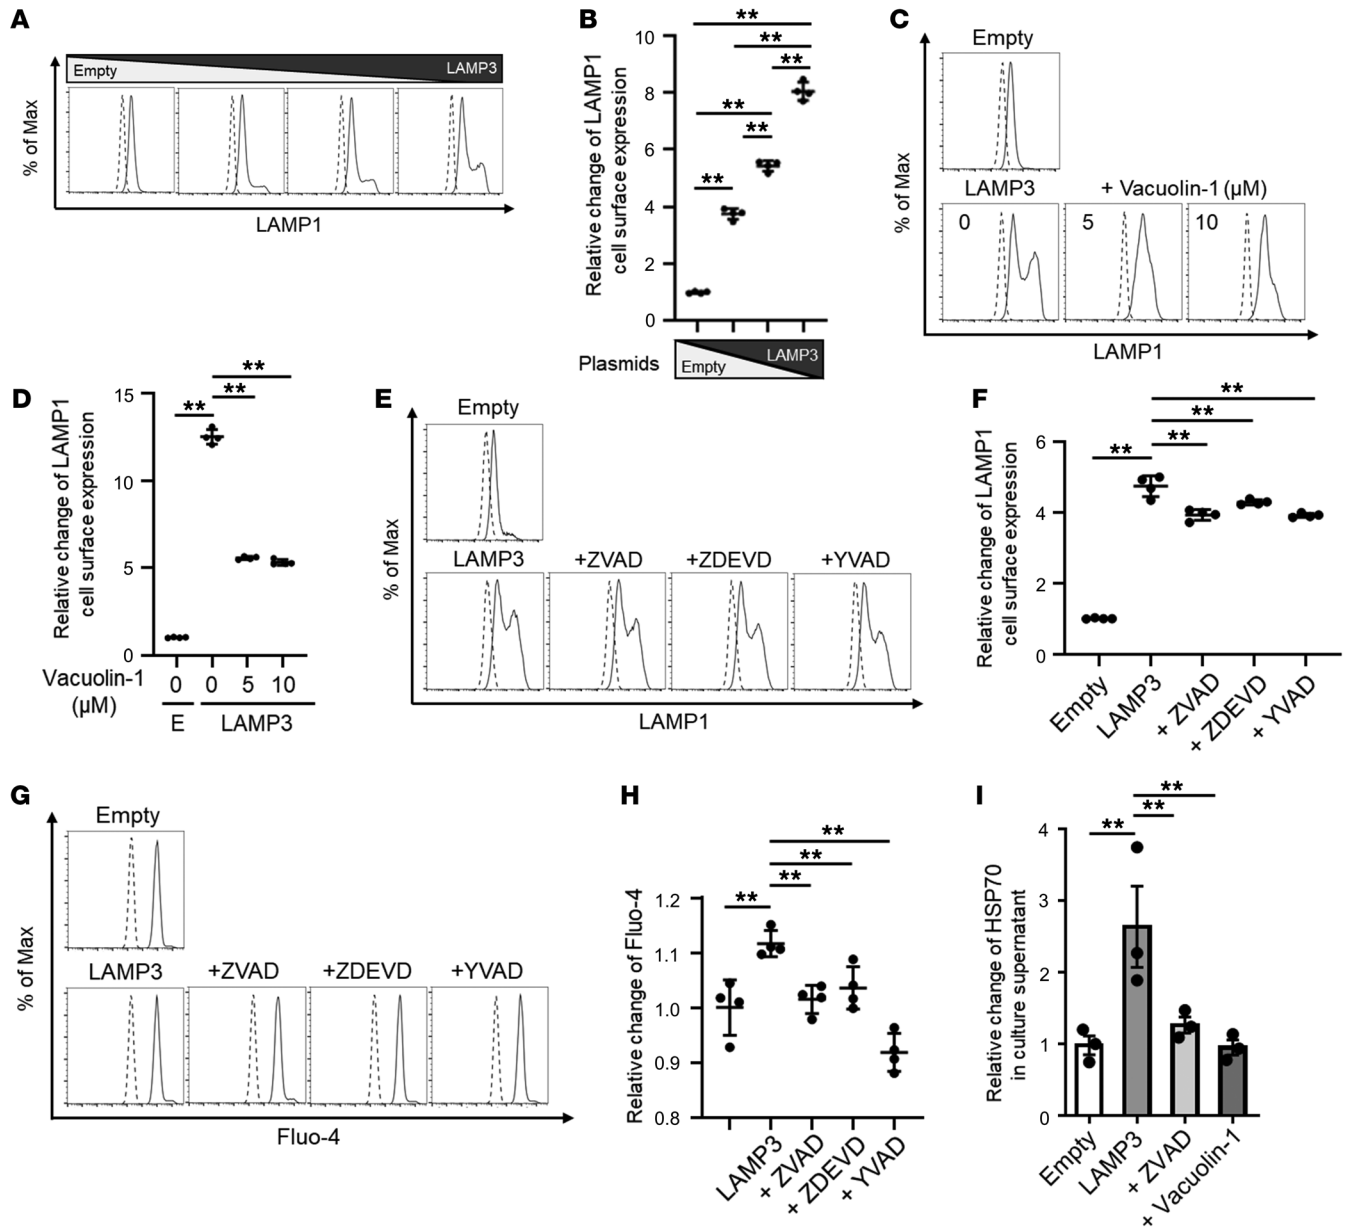 A
Empty
LAMP3
% of Max
LAMP1
B
Relative change of LAMP1
cell surface expression
10
8
6
4
2
0
**
**
**
**
**
**
Plasmids
Empty
LAMP3
C
Empty
% of Max
LAMP3
+ Vacuolin-1 (µM)
0
5
10
LAMP1
D
Relative change of LAMP1
cell surface expression
15
10
5
0
**
**
**
Vacuolin-1
(µM)
0
0
5
10
E
LAMP3
E
Empty
% of Max
LAMP3
+ZVAD
+ZDEVD
+YVAD
LAMP1
F
Relative change of LAMP1
cell surface expression
6
4
2
0
**
**
**
**
Empty
LAMP3
+ ZVAD
+ ZDEVD
+ YVAD
G
Empty
% of Max
LAMP3
+ZVAD
+ZDEVD
+YVAD
Fluo-4
H
Relative change of Fluo-4
1.2
1.1
1.0
0.9
0.8
**
**
**
**
LAMP3
+ ZVAD
+ ZDEVD
+ YVAD
I
Relative change of HSP70
in culture supernatant
4
3
2
1
0
**
**
**
Empty
LAMP3
+ ZVAD
+ Vacuolin-1